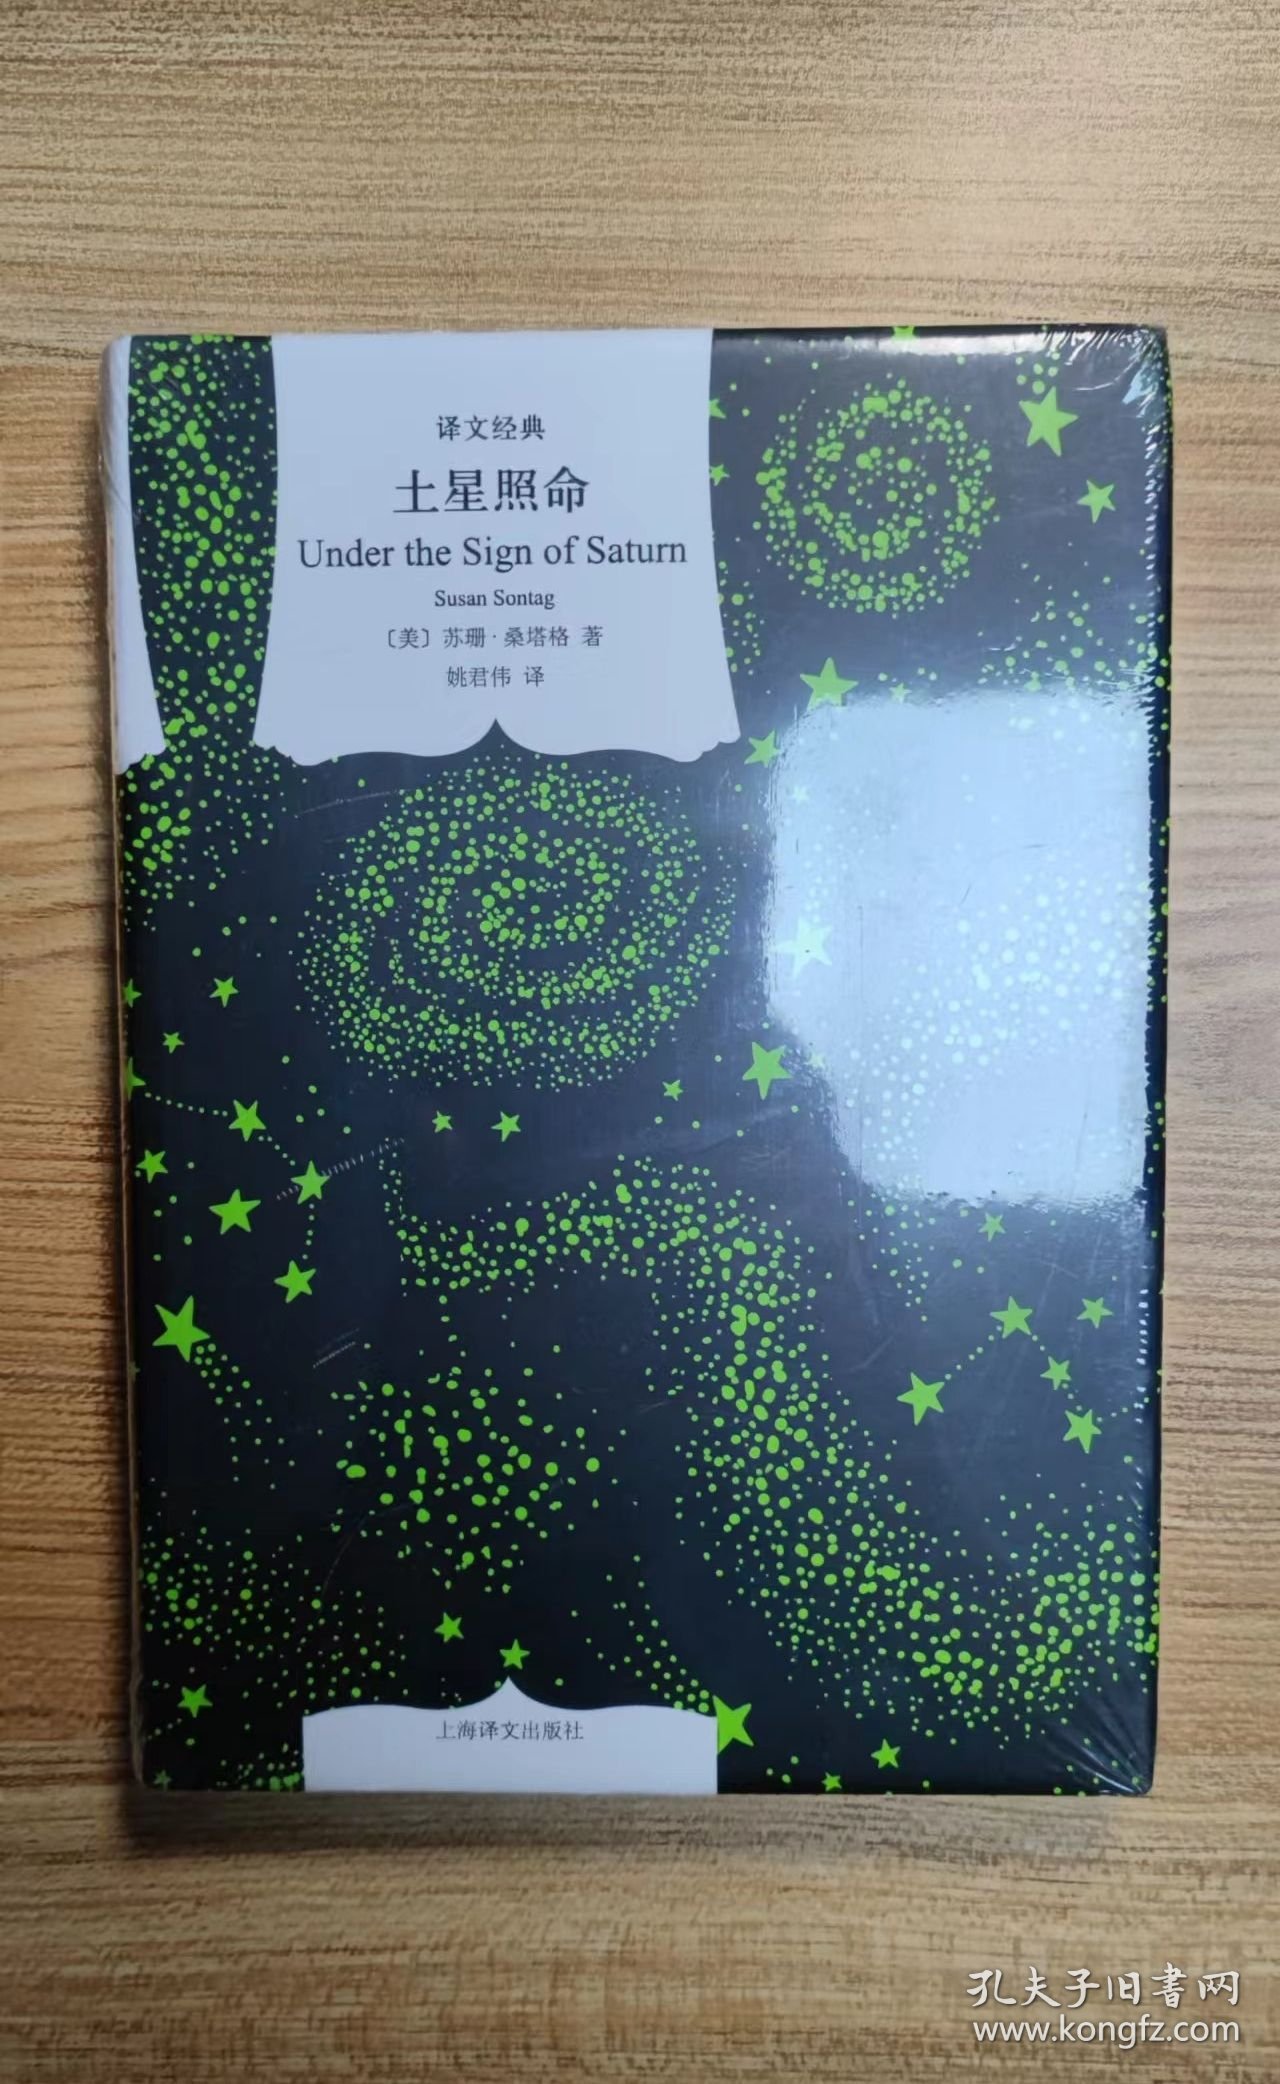 译文经典
土星照命
Under the Sign of Saturn
Susan Sontag
〔美〕苏珊·桑塔格 著
姚君伟 译
上海译文出版社
孔夫子旧书网
www.kongfz.com